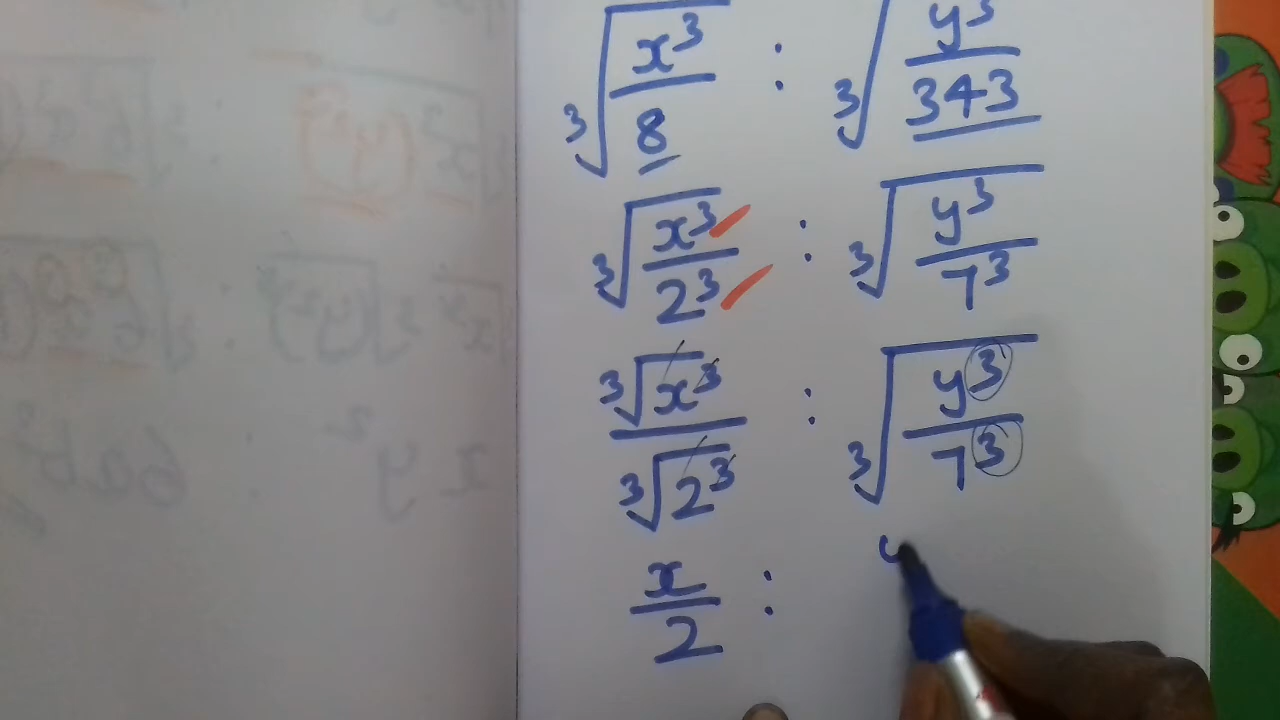 ∛(x³/8) : ∛(y³/343)
∛(x³/2³) : ∛(y³/7³)
∛x³/∛2³ : ∛(y³/7³)
x/2 : y